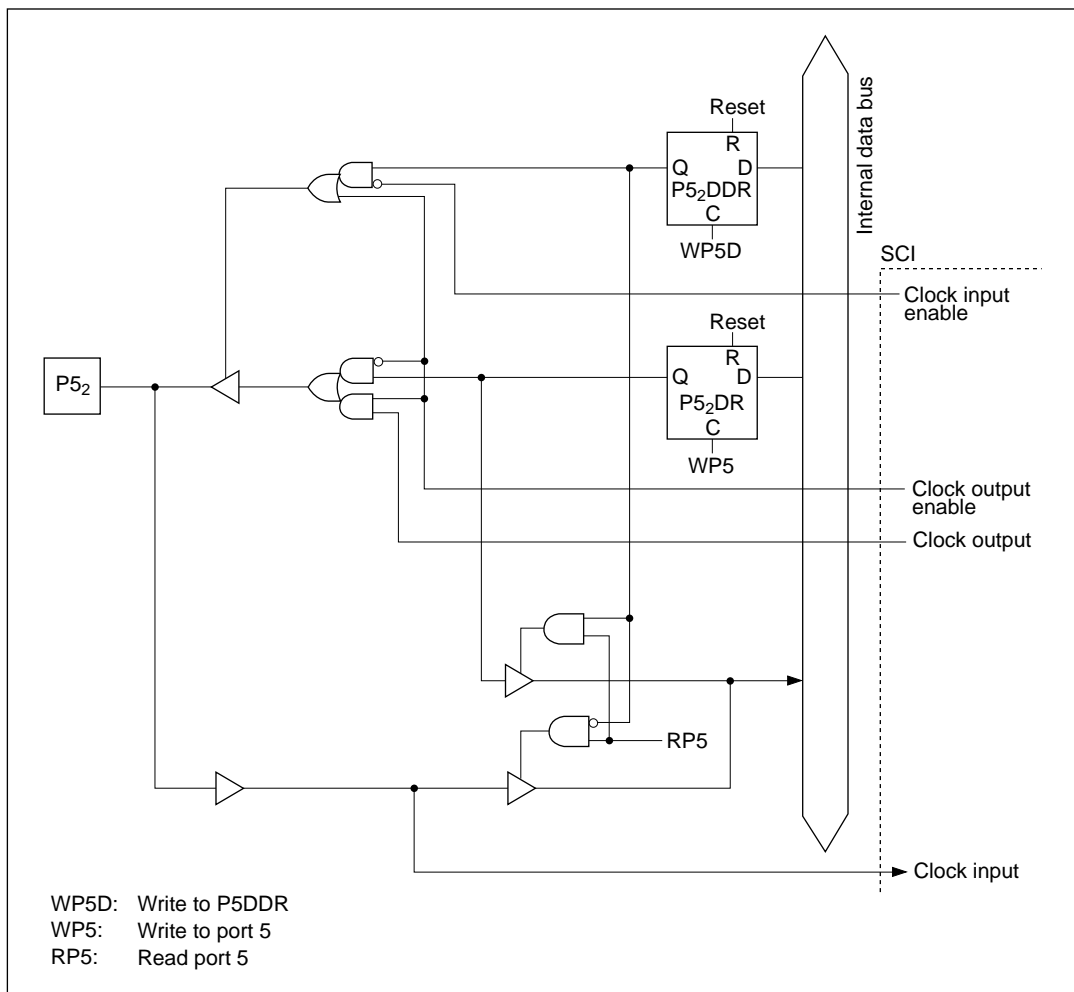 Reset
R
Q D
P5₂DDR
C
WP5D
Internal data bus
SCI
Clock input
enable
Reset
R
Q D
P5₂DR
C
WP5
P5₂
Clock output
enable
Clock output
RP5
Clock input
WP5D: Write to P5DDR
WP5: Write to port 5
RP5: Read port 5